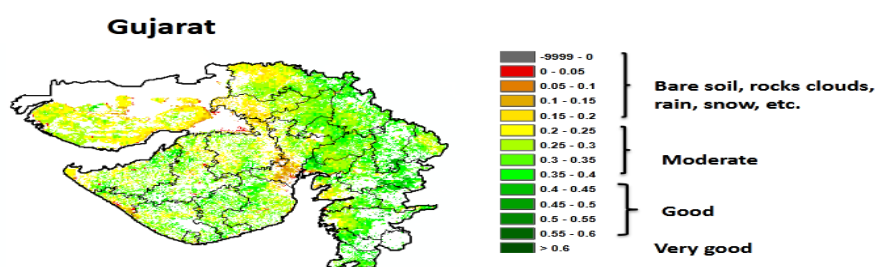 Gujarat
-9999 - 0
0 - 0.05
0.05 - 0.1
0.1 - 0.15
0.15 - 0.2
0.2 - 0.25
0.25 - 0.3
0.3 - 0.35
0.35 - 0.4
0.4 - 0.45
0.45 - 0.5
0.5 - 0.55
0.55 - 0.6
> 0.6
Bare soil, rocks clouds,
rain, snow, etc.
Moderate
Good
Very good